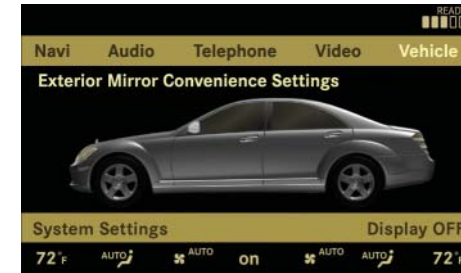 READY
Navi Audio Telephone Video Vehicle
Exterior Mirror Convenience Settings
System Settings Display OFF
72°F AUTO AUTO on AUTO AUTO 72°